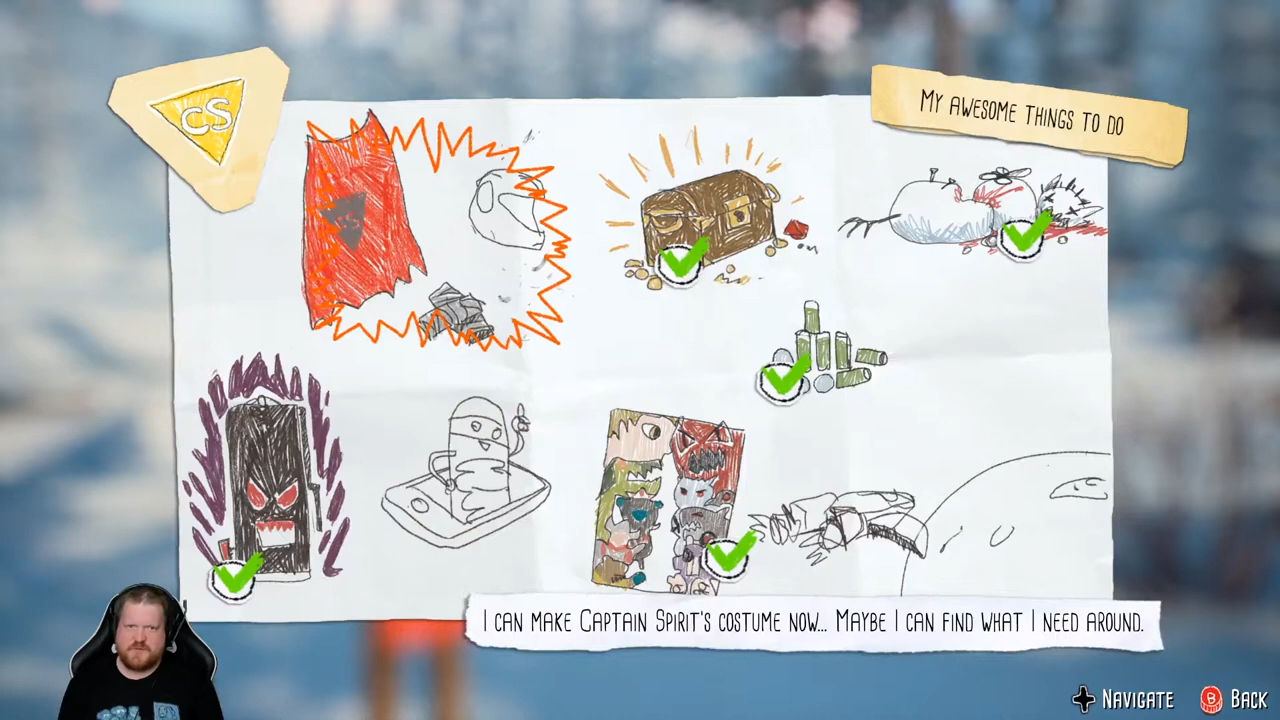 CS
MY AWESOME THINGS TO DO
CS
I CAN MAKE CAPTAIN SPIRIT'S COSTUME NOW... MAYBE I CAN FIND WHAT I NEED AROUND.
NAVIGATE
B BACK